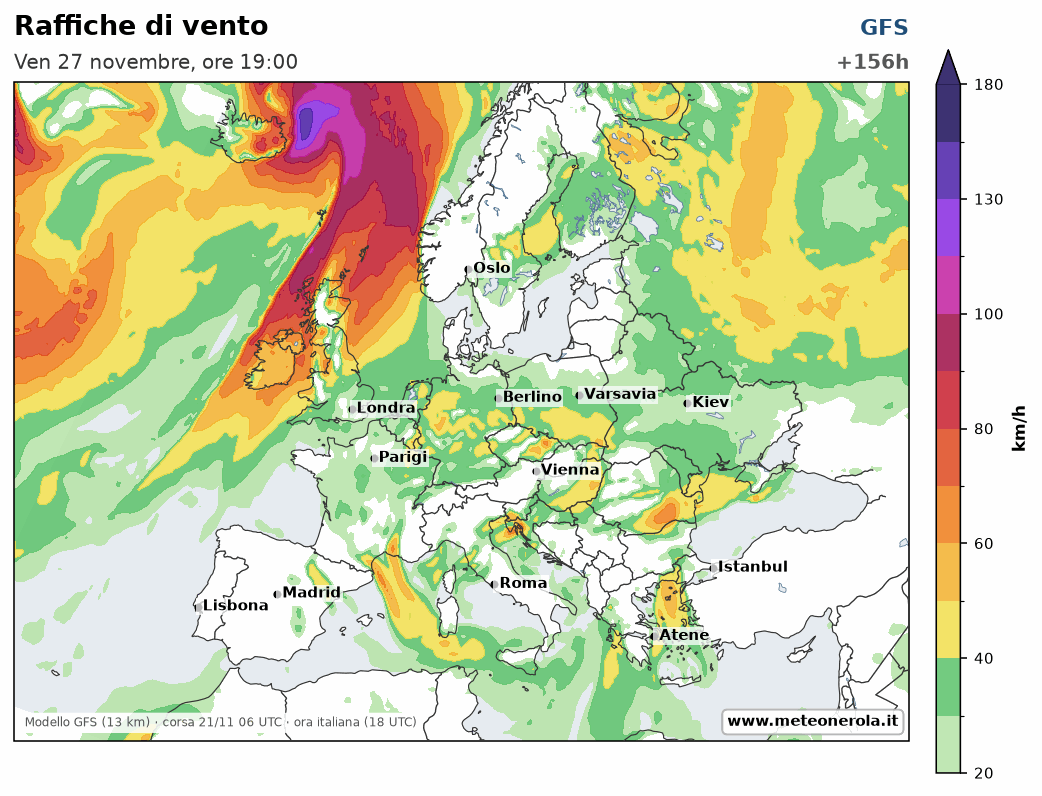 Raffiche di vento
GFS
Ven 27 novembre, ore 19:00
+156h
180
130
100
80
60
40
20
km/h
Oslo
Berlino
Varsavia
Kiev
Londra
Parigi
Vienna
Istanbul
Roma
Madrid
Lisbona
Atene
Modello GFS (13 km) · corsa 21/11 06 UTC · ora italiana (18 UTC)
www.meteonerola.it